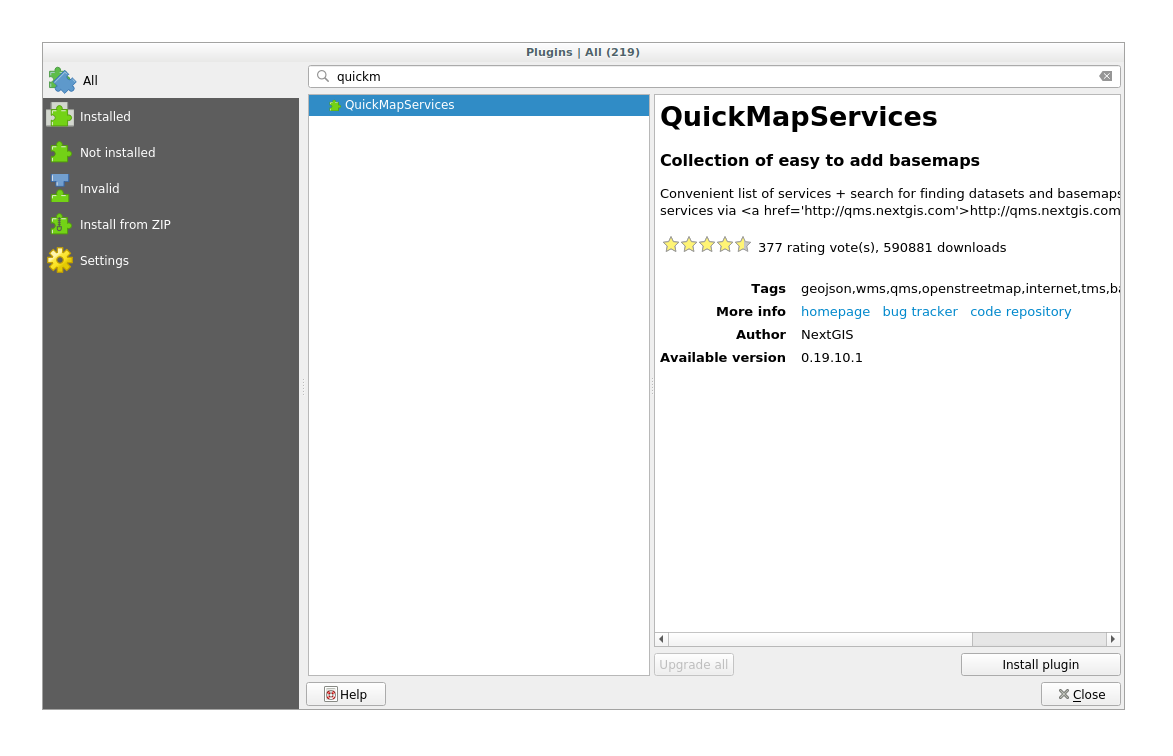 Plugins | All (219)
All
Installed
Not installed
Invalid
Install from ZIP
Settings
quickm
QuickMapServices
QuickMapServices
Collection of easy to add basemaps
Convenient list of services + search for finding datasets and basemaps
services via <a href='http://qms.nextgis.com'>http://qms.nextgis.com
377 rating vote(s), 590881 downloads
Tags geojson,wms,qms,openstreetmap,internet,tms,ba
More info homepage bug tracker code repository
Author NextGIS
Available version 0.19.10.1
Upgrade all
Install plugin
Help
Close